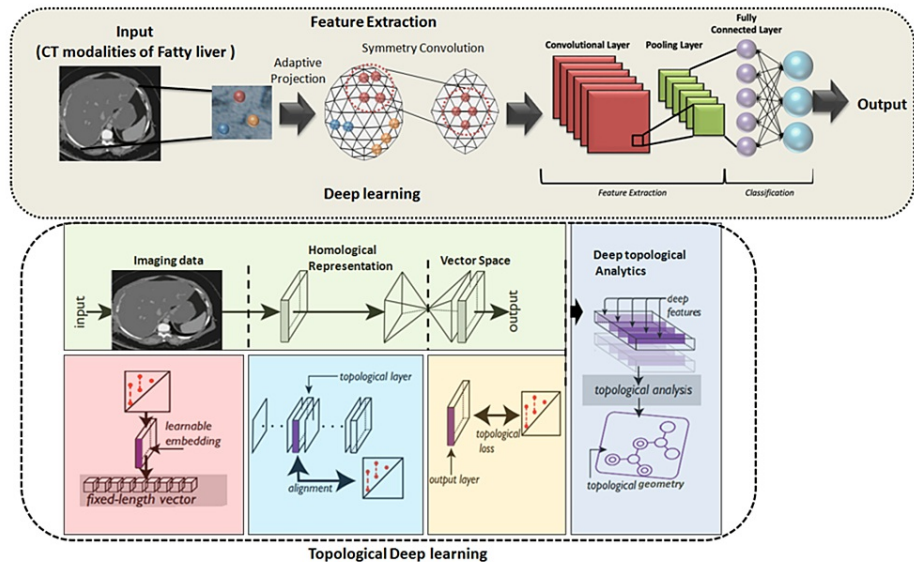 Feature Extraction
Input
(CT modalities of Fatty liver )
Adaptive
Projection
Symmetry Convolution
Convolutional Layer
Pooling Layer
Fully
Connected Layer
Output
Deep learning
Feature Extraction
Classification
Imaging data
Homological
Representation
Vector Space
input
output
Deep topological
Analytics
deep
features
topological analysis
topological geometry
learnable
embedding
fixed-length vector
topological layer
alignment
topological
loss
output layer
Topological Deep learning